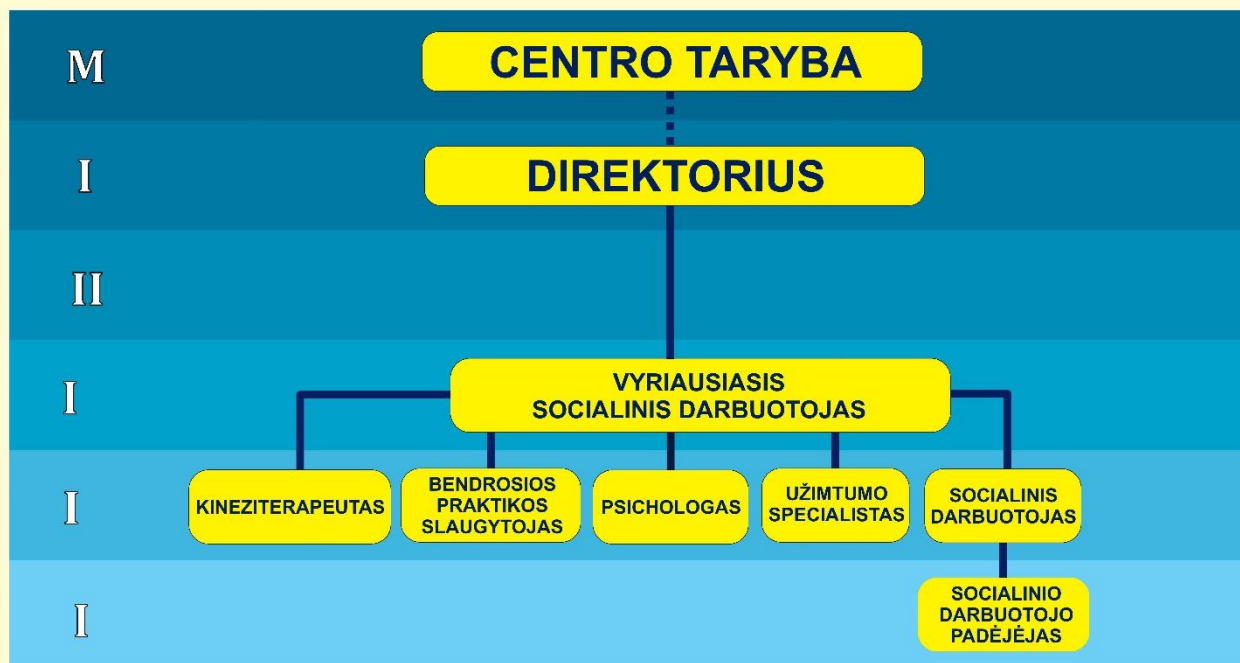 M
CENTRO TARYBA
I
DIREKTORIUS
II
I
VYRIAUSIASIS
SOCIALINIS DARBUOTOJAS
I
KINEZITERAPEUTAS
BENDROSIOS
PRAKTIKOS
SLAUGYTOJAS
PSICHOLOGAS
UŽIMTUMO
SPECIALISTAS
SOCIALINIS
DARBUOTOJAS
I
SOCIALINIO
DARBUOTOJO
PADĖJĖJAS